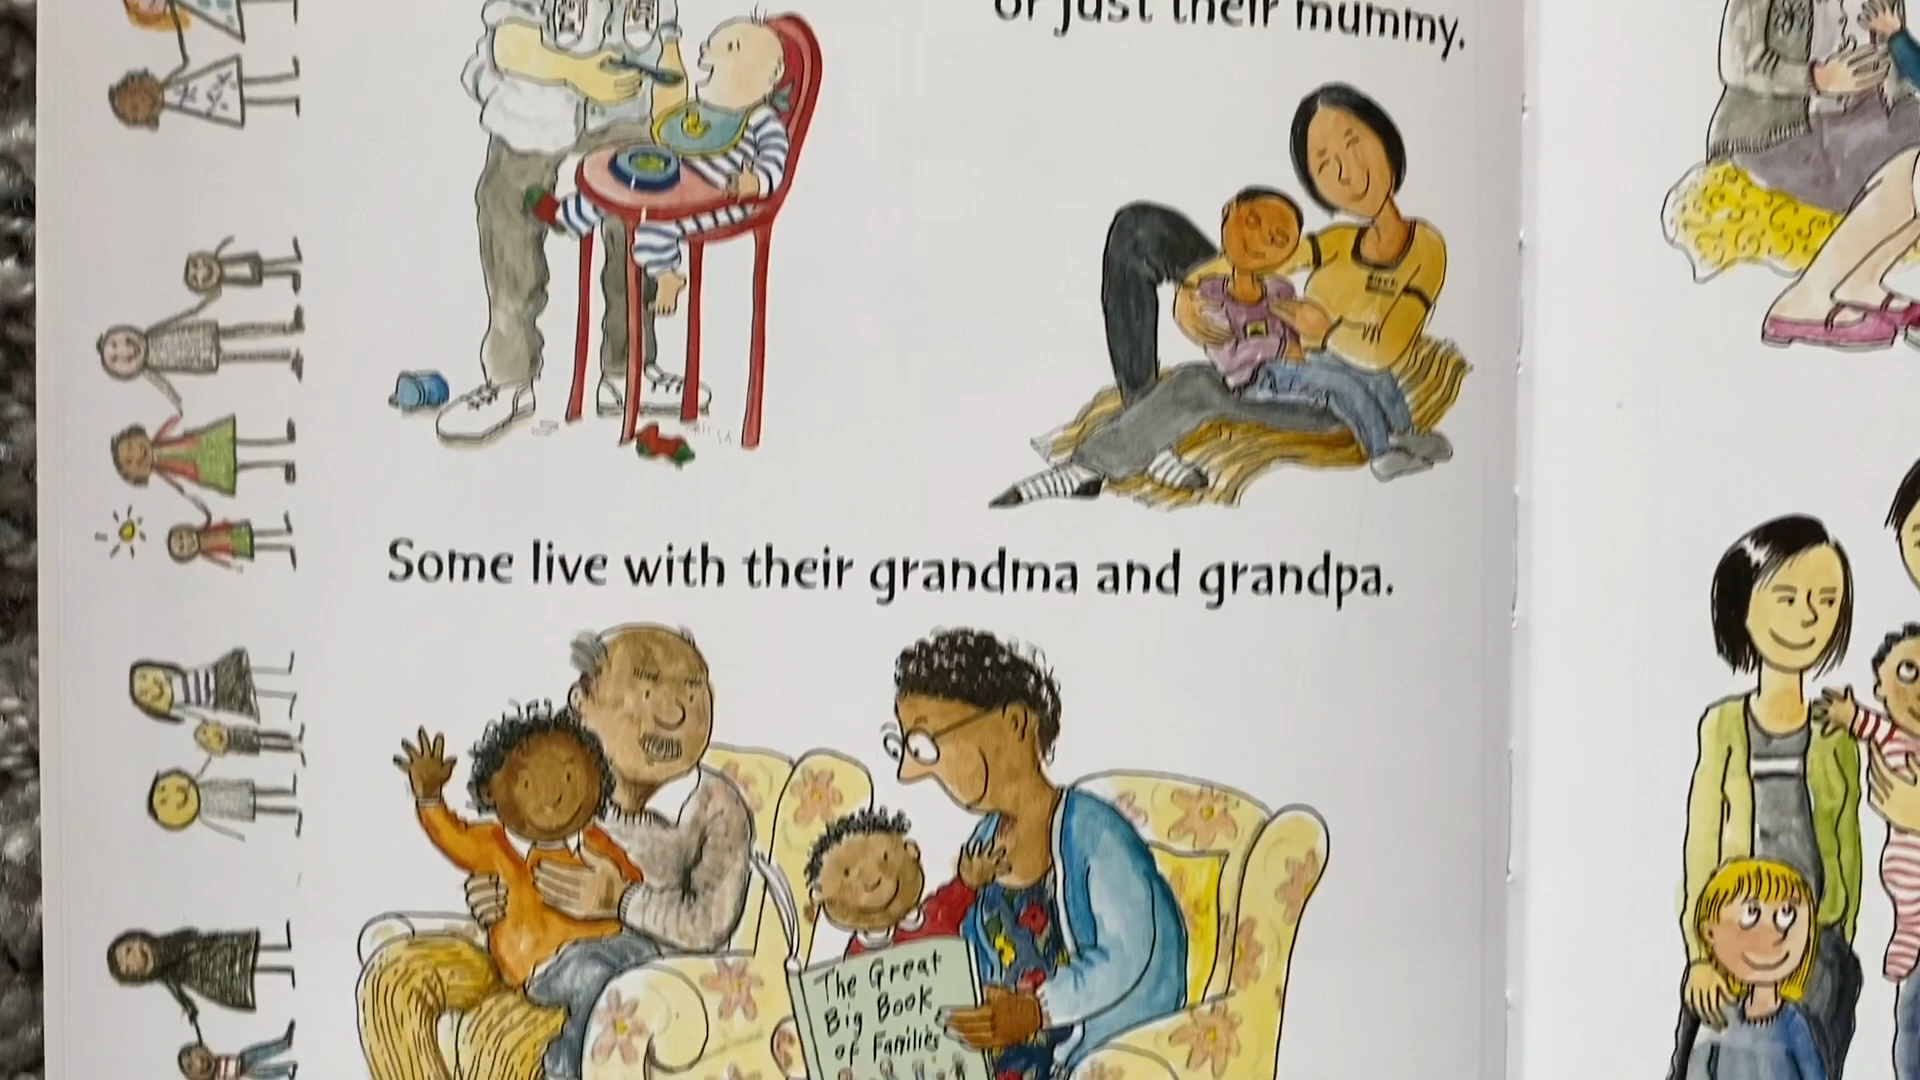 or just their mummy.
Some live with their grandma and grandpa.
The Great
Big Book
of Families